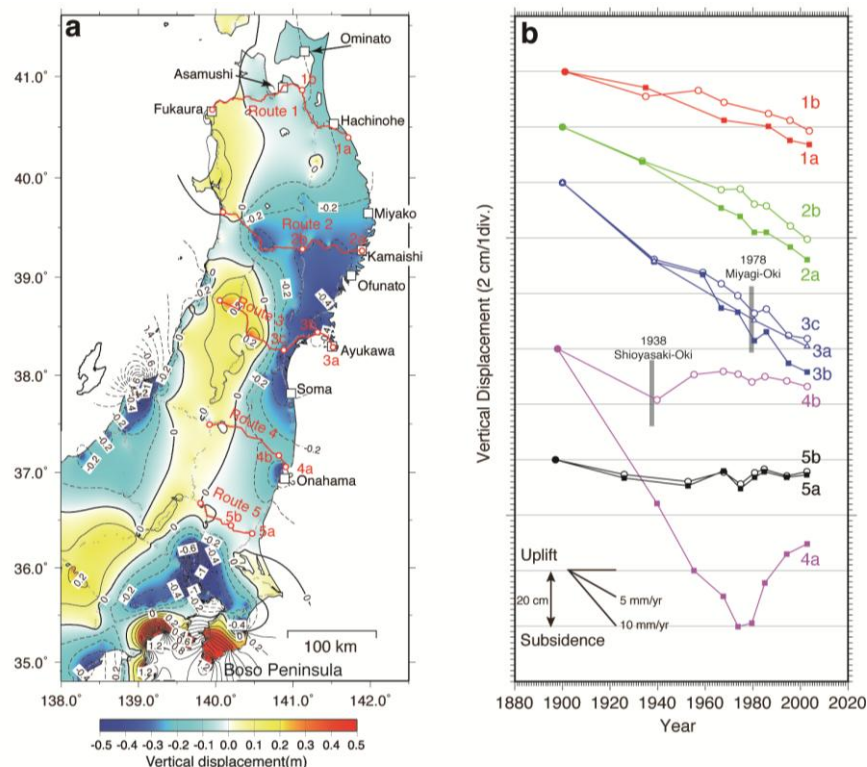 a
Ominato
Asamushi
1b
Fukaura
Route 1
Hachinohe
1a
Miyako
Route 2
2b
2a
Kamaishi
Ofunato
Route 3
3b
3c
Ayukawa
3a
Soma
Route 4
4b
4a
Onahama
Route 5
5b
5a
100 km
Boso Peninsula
41.0
40.0
39.0
38.0
37.0
36.0
35.0
138.0 139.0 140.0 141.0 142.0
-0.5 -0.4 -0.3 -0.2 -0.1 0.0 0.1 0.2 0.3 0.4 0.5
Vertical displacement(m)
b
Vertical Displacement (2 cm/1div.)
1b
1a
2b
2a
1978
Miyagi-Oki
3c
3a
3b
1938
Shioyasaki-Oki
4b
5b
5a
4a
Uplift
20 cm
5 mm/yr
10 mm/yr
Subsidence
1880 1900 1920 1940 1960 1980 2000 2020
Year